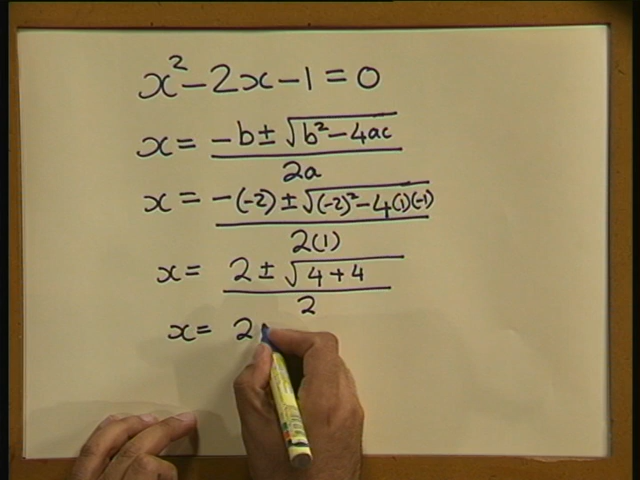 x² - 2x - 1 = 0
x = -b ± √b² - 4ac
2a
x = -(-2) ± √(-2)² - 4(1)(-1)
2(1)
x = 2 ± √4 + 4
2
x = 2